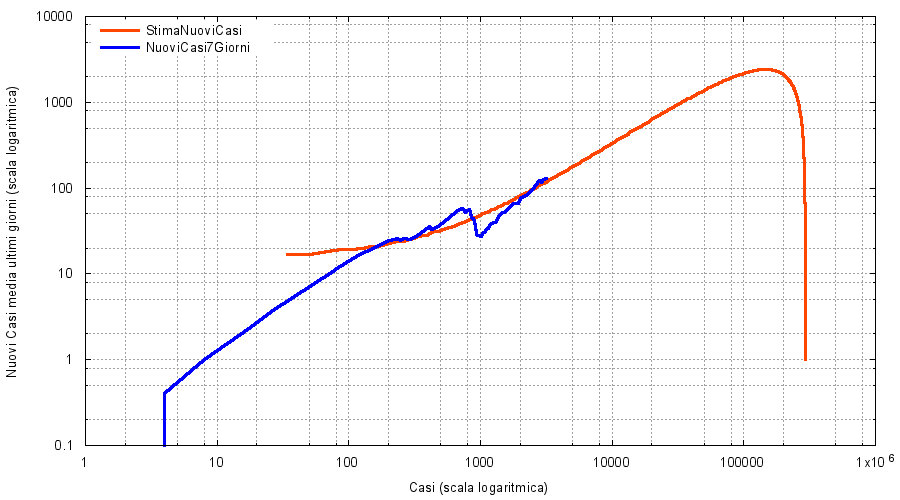 10000
1000
100
10
1
0.1
StimaNuoviCasi
NuoviCasi7Giorni
Nuovi Casi media ultimi giorni (scala logaritmica)
1 10 100 1000 10000 100000 1x10 6
Casi (scala logaritmica)